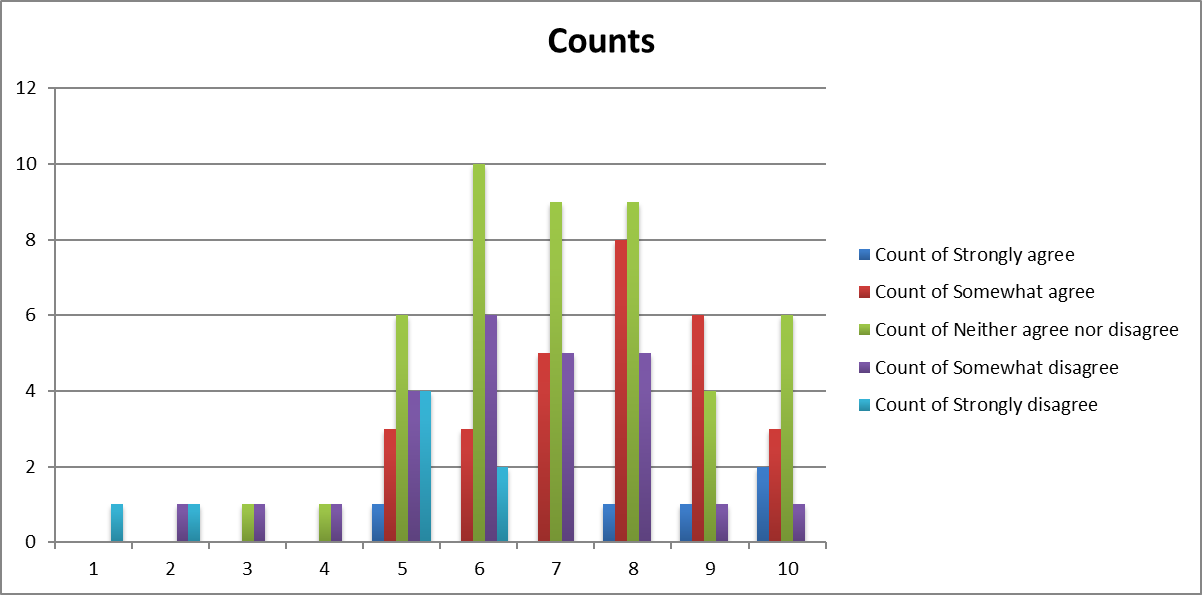 Counts
12
10
8
6
4
2
0
1 2 3 4 5 6 7 8 9 10
Count of Strongly agree
Count of Somewhat agree
Count of Neither agree nor disagree
Count of Somewhat disagree
Count of Strongly disagree